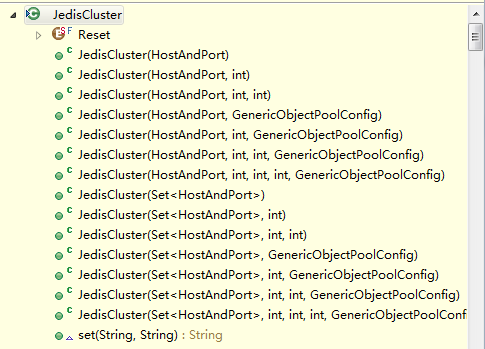 JedisCluster
Reset
JedisCluster(HostAndPort)
JedisCluster(HostAndPort, int)
JedisCluster(HostAndPort, int, int)
JedisCluster(HostAndPort, GenericObjectPoolConfig)
JedisCluster(HostAndPort, int, GenericObjectPoolConfig)
JedisCluster(HostAndPort, int, int, GenericObjectPoolConfig)
JedisCluster(HostAndPort, int, int, int, GenericObjectPoolConfig)
JedisCluster(Set<HostAndPort>)
JedisCluster(Set<HostAndPort>, int)
JedisCluster(Set<HostAndPort>, int, int)
JedisCluster(Set<HostAndPort>, GenericObjectPoolConfig)
JedisCluster(Set<HostAndPort>, int, GenericObjectPoolConfig)
JedisCluster(Set<HostAndPort>, int, int, GenericObjectPoolConfig)
JedisCluster(Set<HostAndPort>, int, int, int, GenericObjectPoolConf
set(String, String) : String